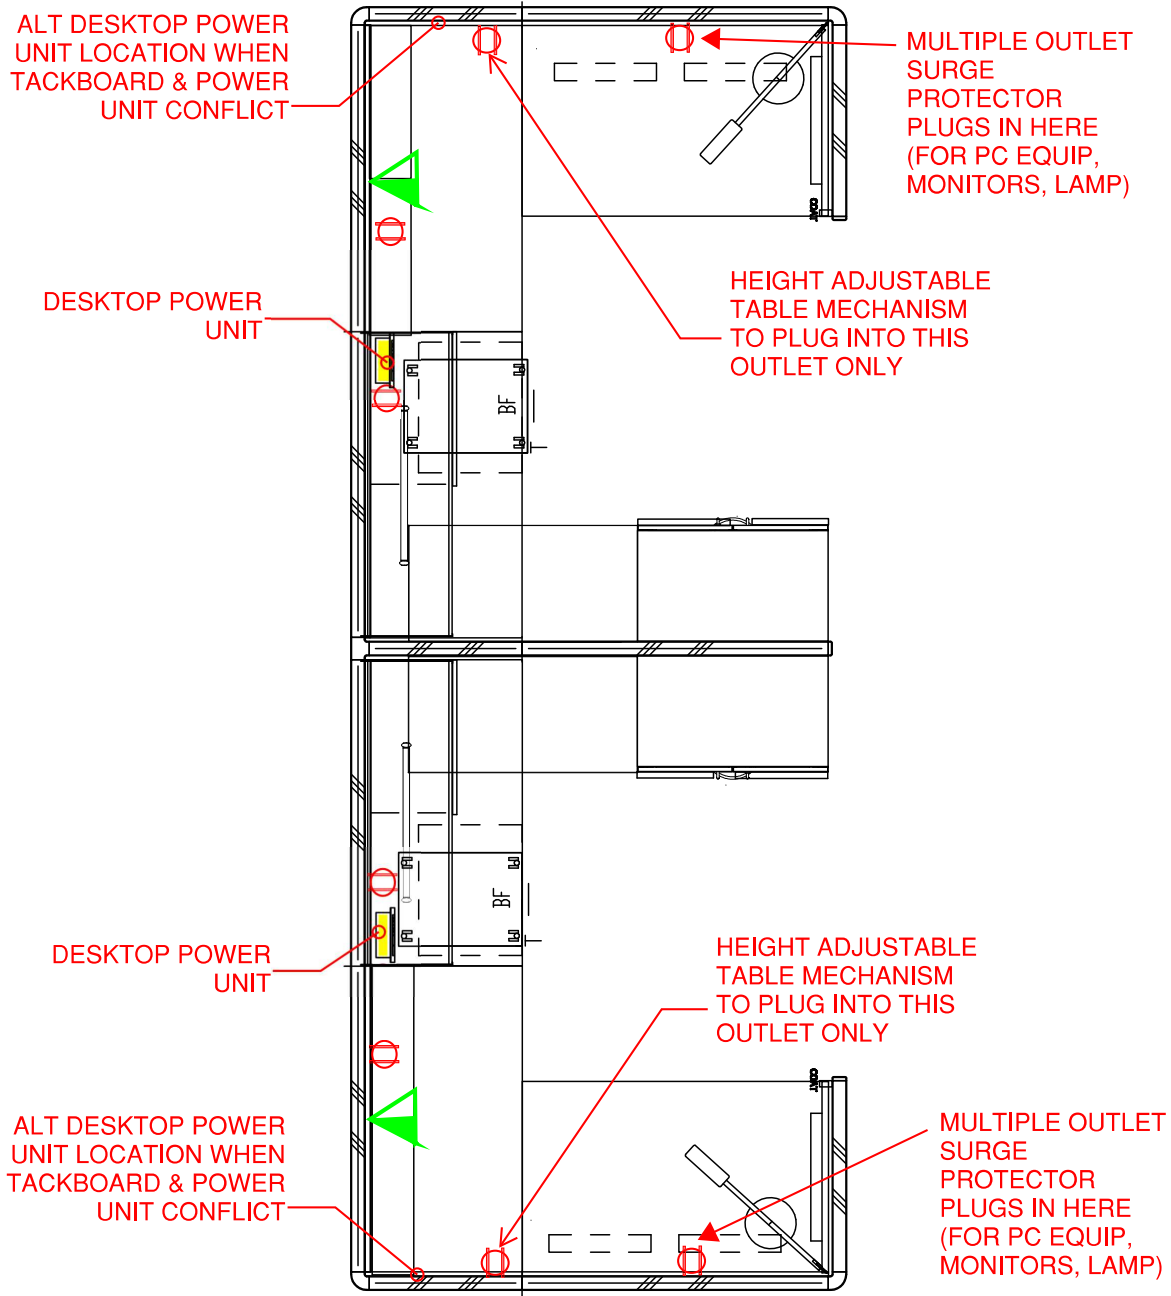 ALT DESKTOP POWER
UNIT LOCATION WHEN
TACKBOARD & POWER
UNIT CONFLICT
MULTIPLE OUTLET
SURGE
PROTECTOR
PLUGS IN HERE
(FOR PC EQUIP,
MONITORS, LAMP)
COAT
HEIGHT ADJUSTABLE
TABLE MECHANISM
TO PLUG INTO THIS
OUTLET ONLY
DESKTOP POWER
UNIT
BF
BF
DESKTOP POWER
UNIT
HEIGHT ADJUSTABLE
TABLE MECHANISM
TO PLUG INTO THIS
OUTLET ONLY
COAT
ALT DESKTOP POWER
UNIT LOCATION WHEN
TACKBOARD & POWER
UNIT CONFLICT
MULTIPLE OUTLET
SURGE
PROTECTOR
PLUGS IN HERE
(FOR PC EQUIP,
MONITORS, LAMP)